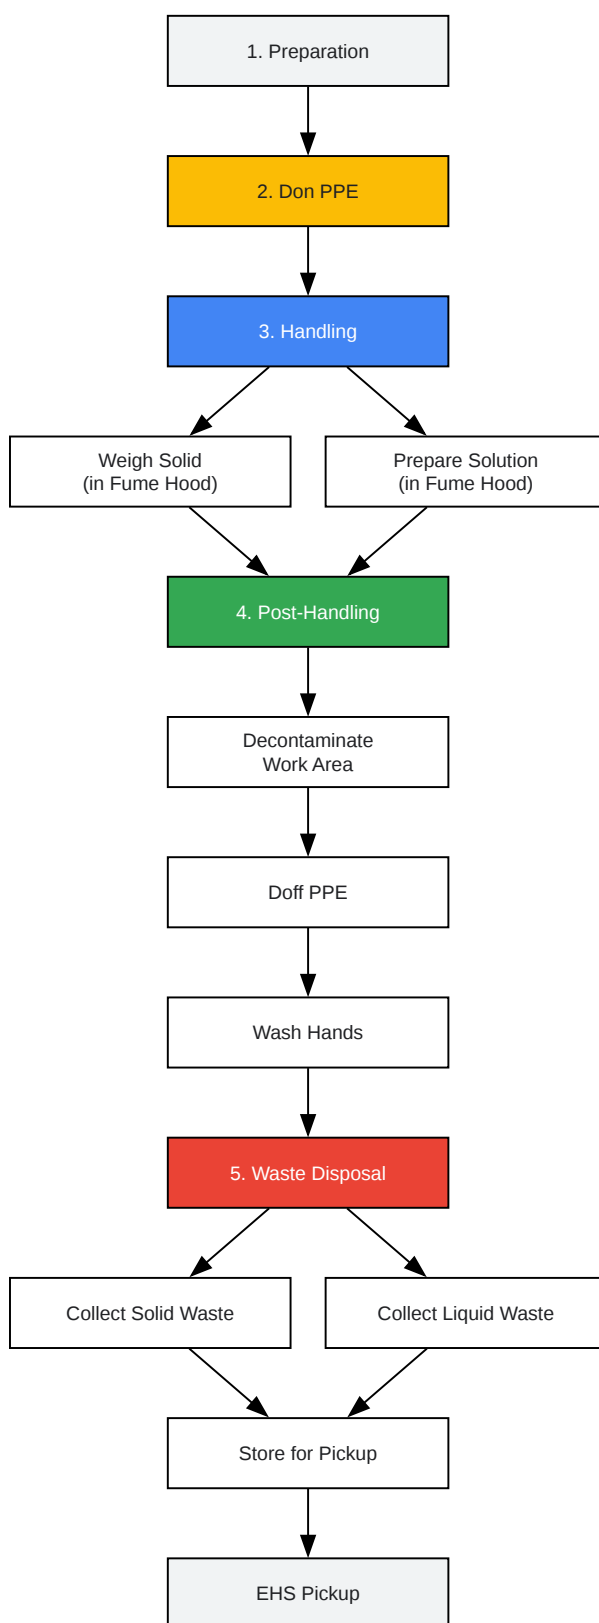 1. Preparation
2. Don PPE
3. Handling
Weigh Solid
(in Fume Hood)
Prepare Solution
(in Fume Hood)
4. Post-Handling
Decontaminate
Work Area
Doff PPE
Wash Hands
5. Waste Disposal
Collect Solid Waste
Collect Liquid Waste
Store for Pickup
EHS Pickup